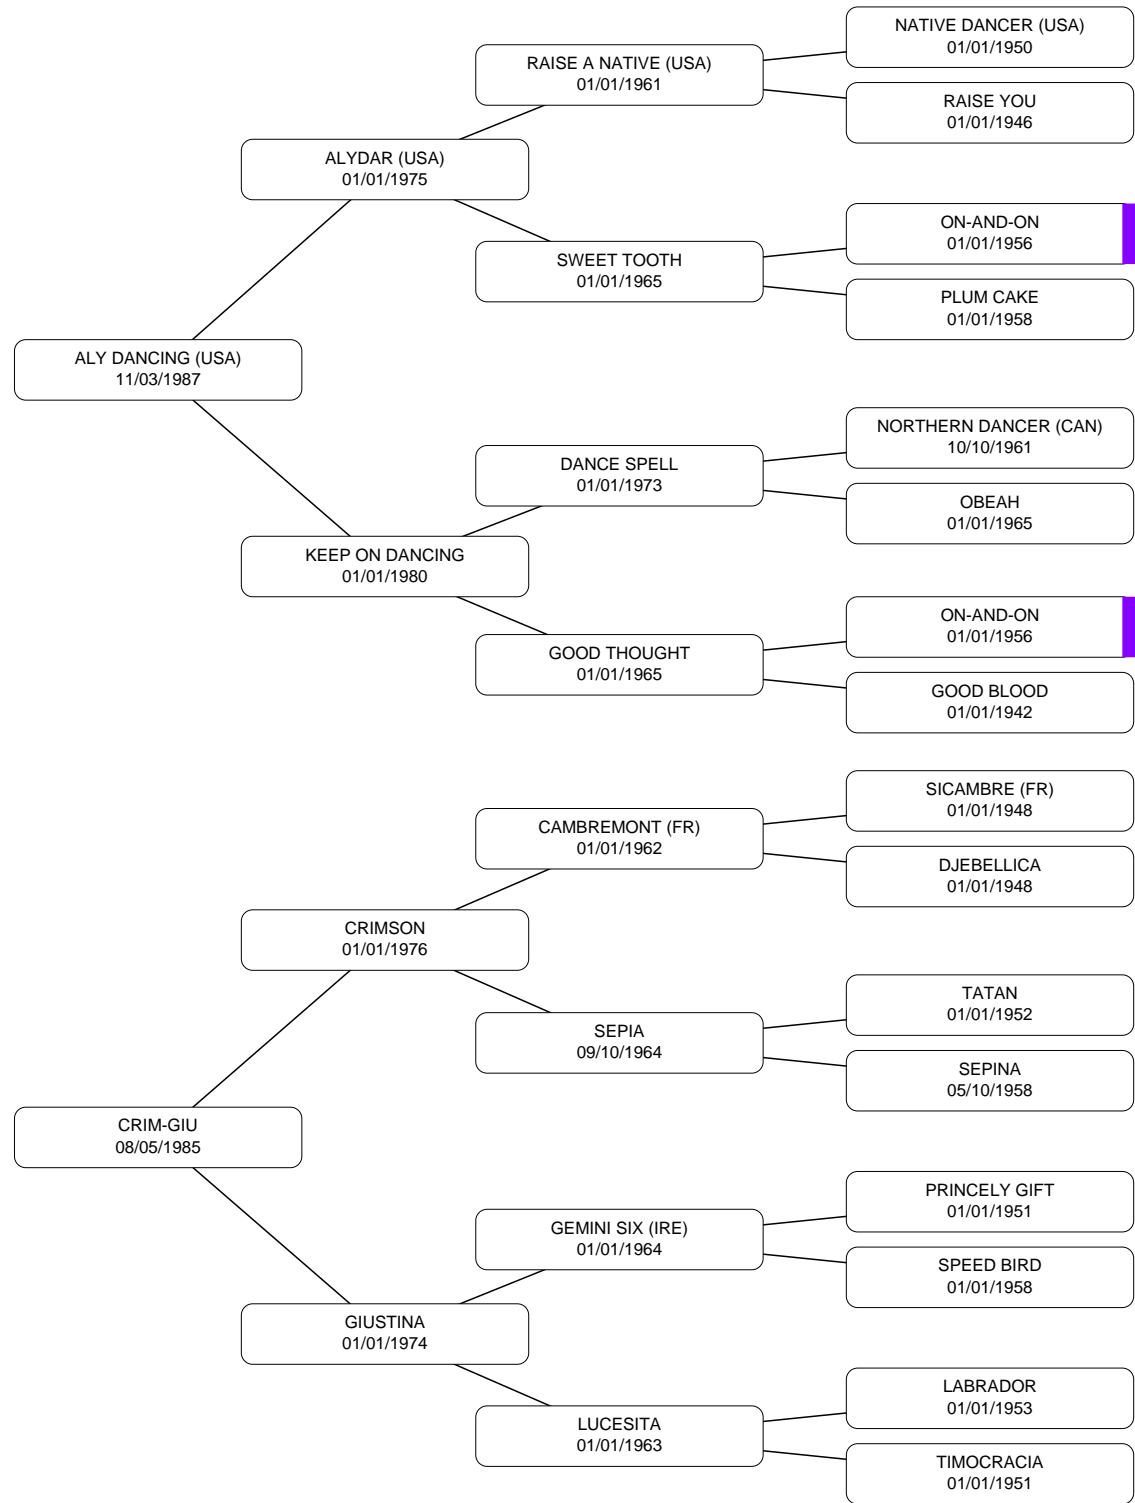 NATIVE DANCER (USA)
01/01/1950
RAISE A NATIVE (USA)
01/01/1961
RAISE YOU
01/01/1946
ALYDAR (USA)
01/01/1975
ON-AND-ON
01/01/1956
SWEET TOOTH
01/01/1965
PLUM CAKE
01/01/1958
ALY DANCING (USA)
11/03/1987
NORTHERN DANCER (CAN)
10/10/1961
DANCE SPELL
01/01/1973
OBEAH
01/01/1965
KEEP ON DANCING
01/01/1980
ON-AND-ON
01/01/1956
GOOD THOUGHT
01/01/1965
GOOD BLOOD
01/01/1942
SICAMBRE (FR)
01/01/1948
CAMBREMONT (FR)
01/01/1962
DJEBELLICA
01/01/1948
CRIMSON
01/01/1976
TATAN
01/01/1952
SEPIA
09/10/1964
SEPINA
05/10/1958
CRIM-GIU
08/05/1985
PRINCELY GIFT
01/01/1951
GEMINI SIX (IRE)
01/01/1964
SPEED BIRD
01/01/1958
GIUSTINA
01/01/1974
LABRADOR
01/01/1953
LUCESITA
01/01/1963
TIMOCRACIA
01/01/1951